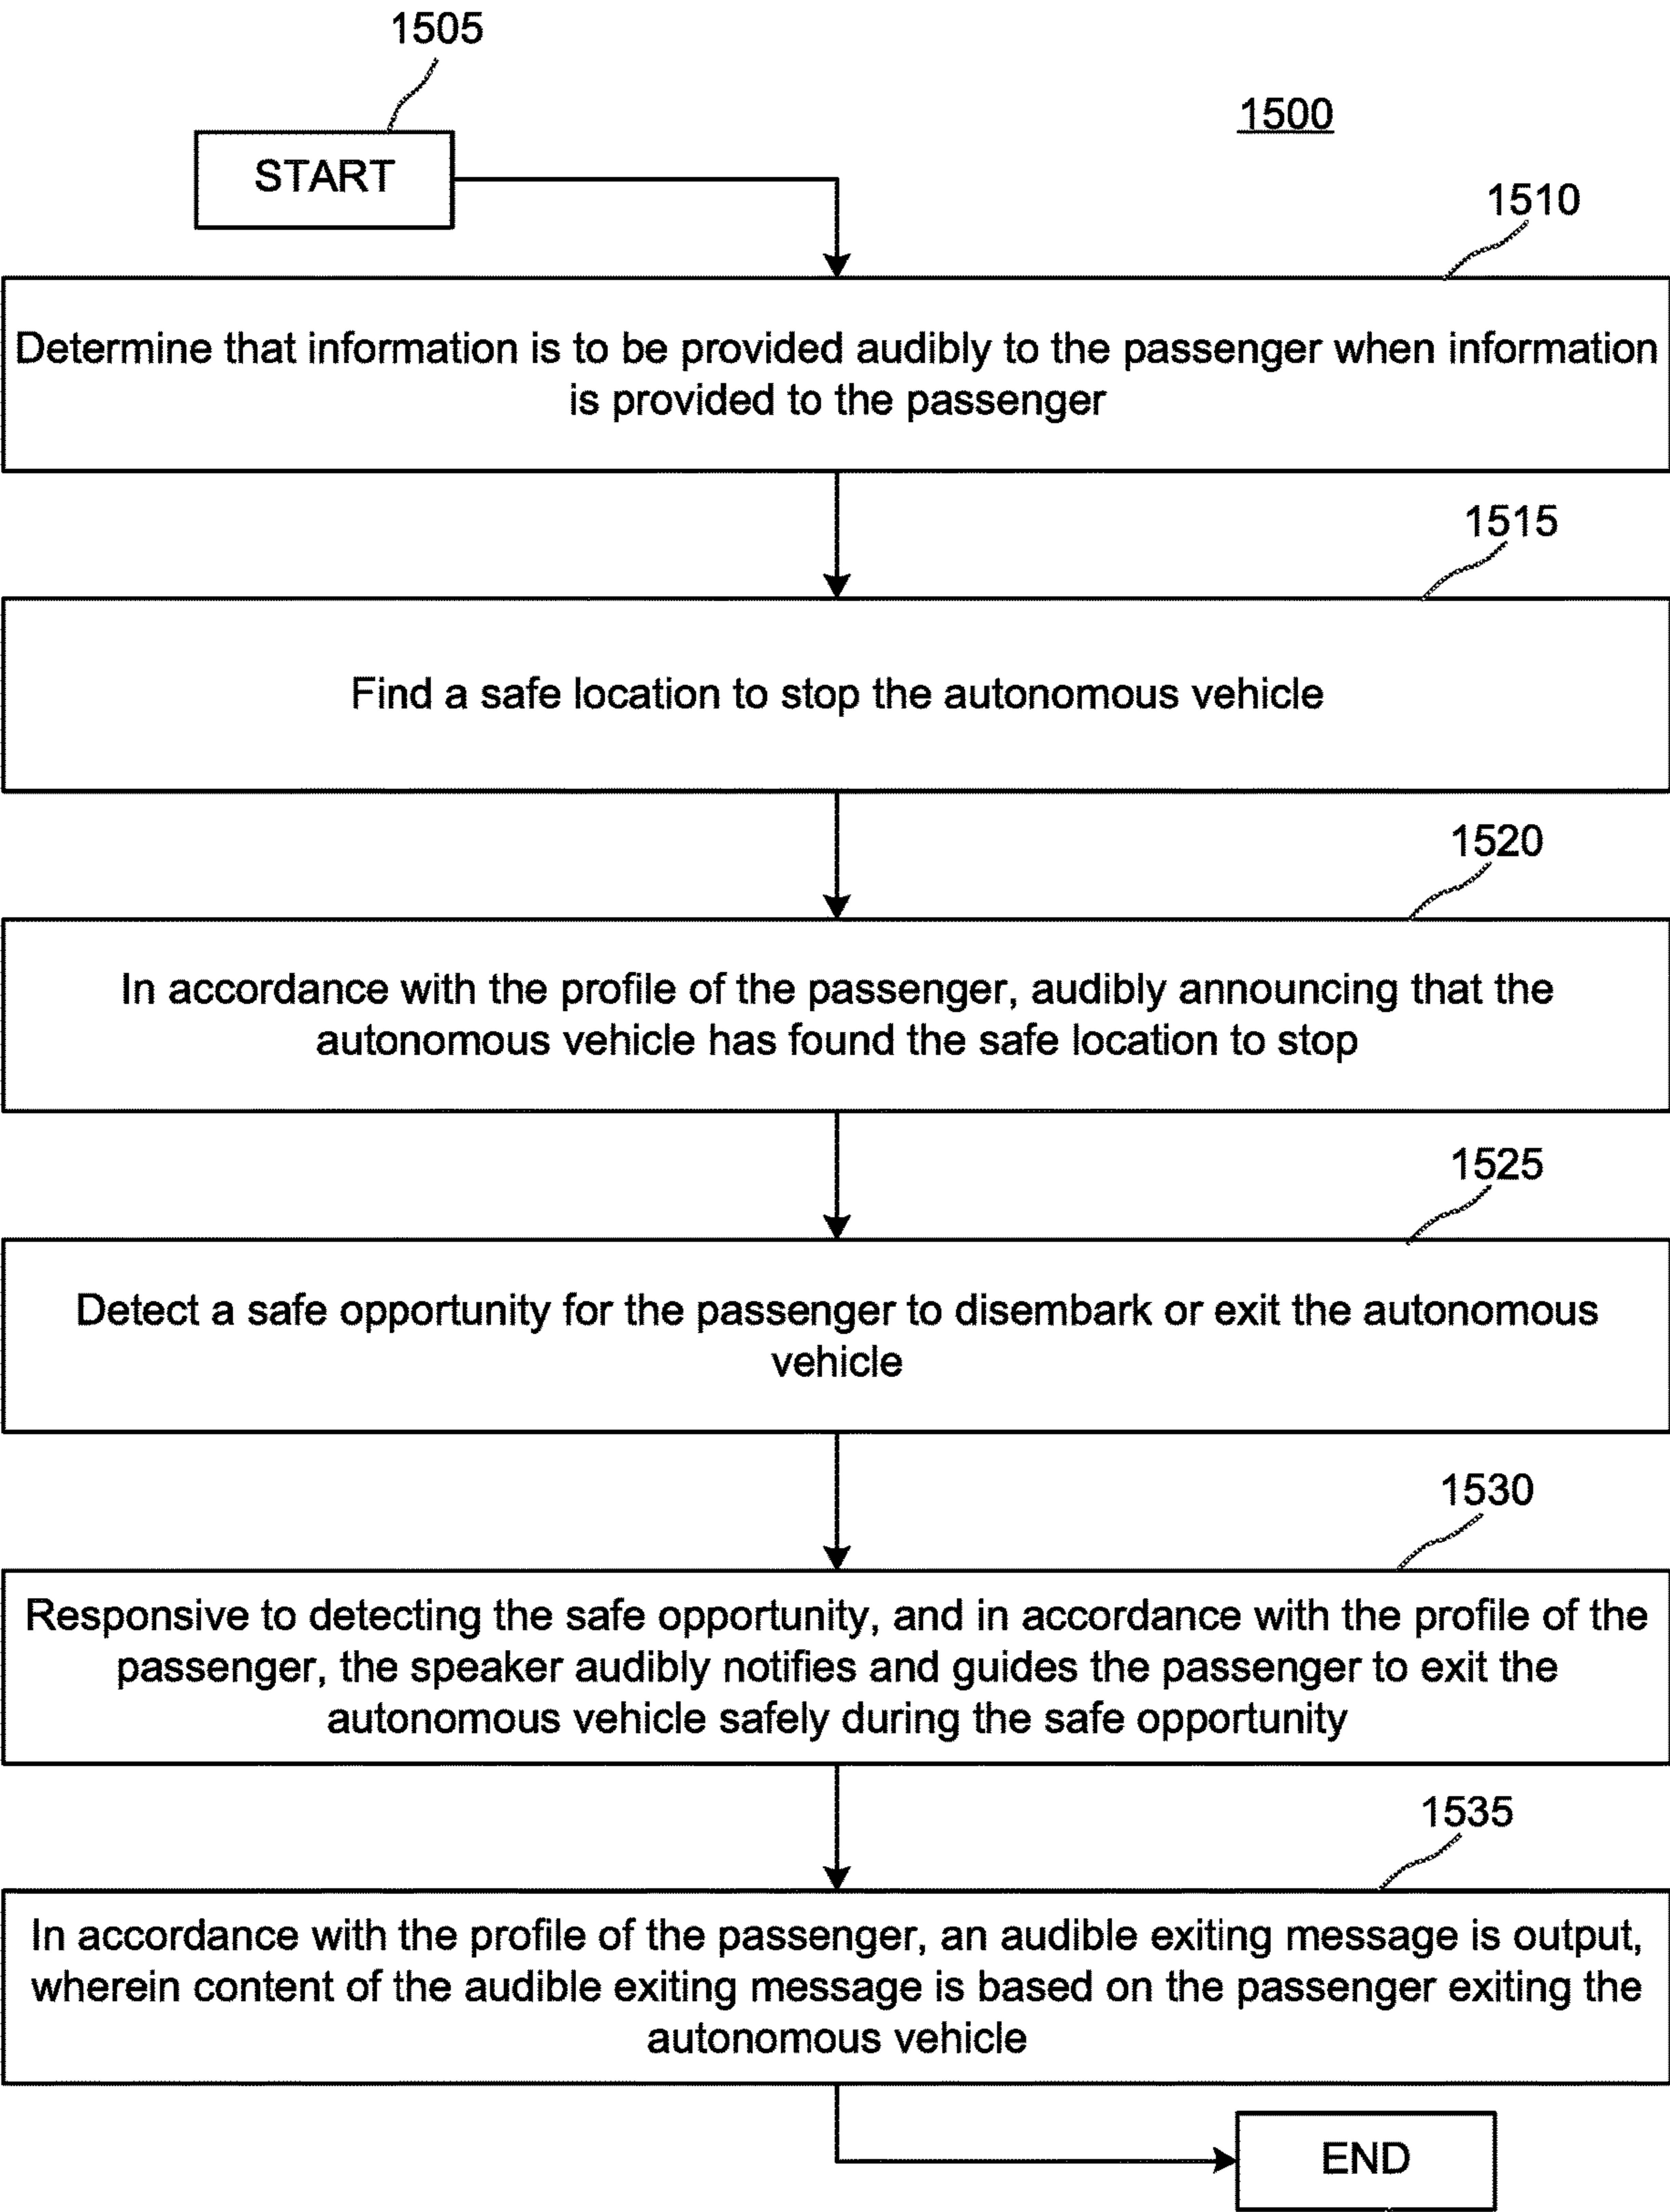 1505
1500
START
1510
Determine that information is to be provided audibly to the passenger when information
is provided to the passenger
1515
Find a safe location to stop the autonomous vehicle
1520
In accordance with the profile of the passenger, audibly announcing that the
autonomous vehicle has found the safe location to stop
1525
Detect a safe opportunity for the passenger to disembark or exit the autonomous
vehicle
1530
Responsive to detecting the safe opportunity, and in accordance with the profile of the
passenger, the speaker audibly notifies and guides the passenger to exit the
autonomous vehicle safely during the safe opportunity
1535
In accordance with the profile of the passenger, an audible exiting message is output,
wherein content of the audible exiting message is based on the passenger exiting the
autonomous vehicle
END